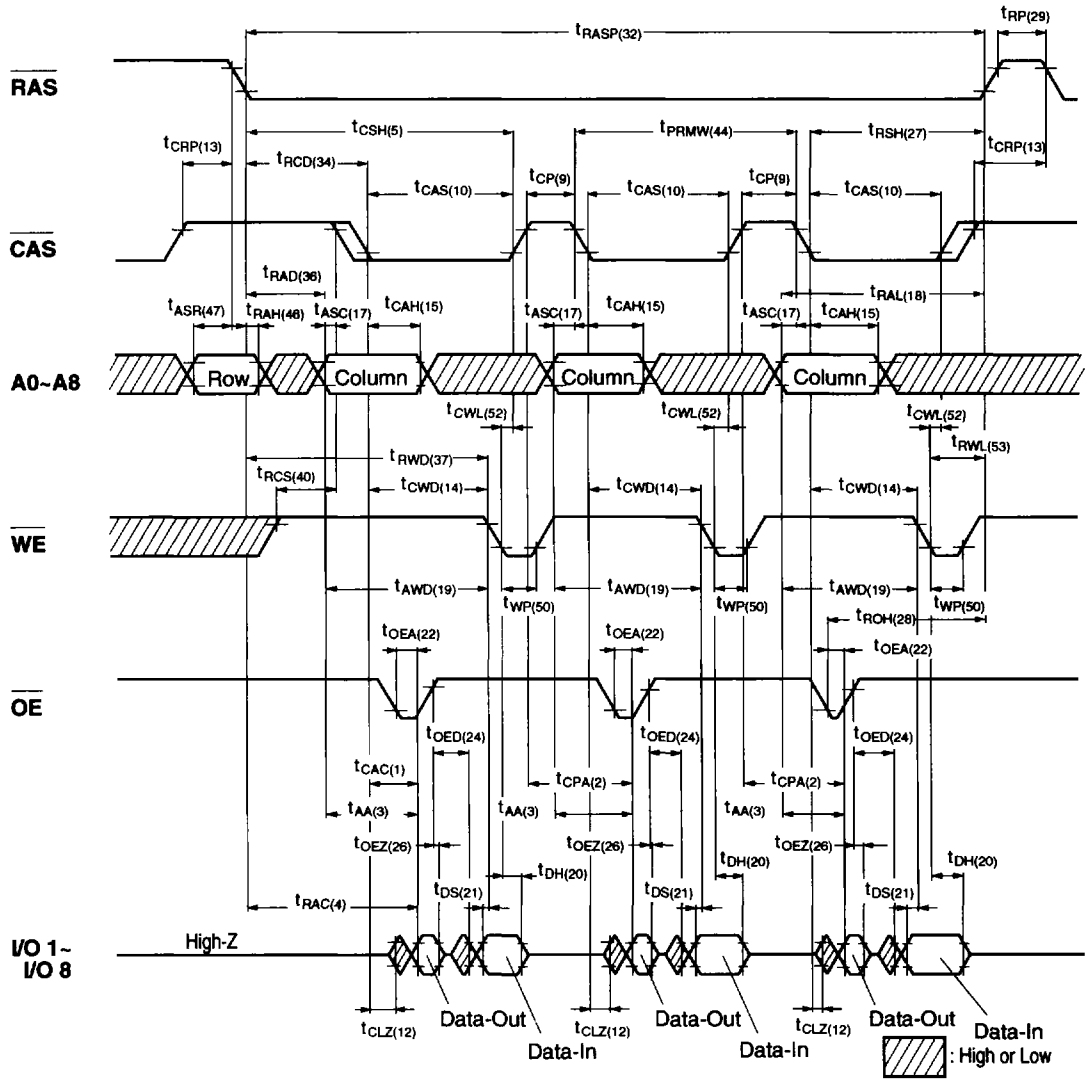 tRP(29)
tRASP(32)
RAS
tCSH(5)
tPRMW(44)
tRSH(27)
tCRP(13)
tRCD(34)
tCRP(13)
tCAS(10)
tCP(9)
tCAS(10)
tCP(9)
tCAS(10)
CAS
tRAD(36)
tRAL(18)
tASR(47)
tRAH(46)
tASC(17)
tCAH(15)
tASC(17)
tCAH(15)
tASC(17)
tCAH(15)
A0~A8
Row
Column
Column
Column
tCWL(52)
tCWL(52)
tCWL(52)
tRWD(37)
tRWL(53)
tRCS(40)
tCWD(14)
tCWD(14)
tCWD(14)
WE
tAWD(19)
tWP(50)
tAWD(19)
tWP(50)
tAWD(19)
tWP(50)
tROH(28)
tOEA(22)
tOEA(22)
tOEA(22)
OE
tOED(24)
tOED(24)
tOED(24)
tCAC(1)
tCPA(2)
tCPA(2)
tAA(3)
tAA(3)
tAA(3)
tOEZ(26)
tOEZ(26)
tOEZ(26)
tDH(20)
tDH(20)
tDH(20)
tDS(21)
tDS(21)
tDS(21)
tRAC(4)
I/O 1~
I/O 8
High-Z
tCLZ(12)
Data-Out
tCLZ(12)
Data-Out
tCLZ(12)
Data-Out
Data-In
Data-In
Data-In
: High or Low